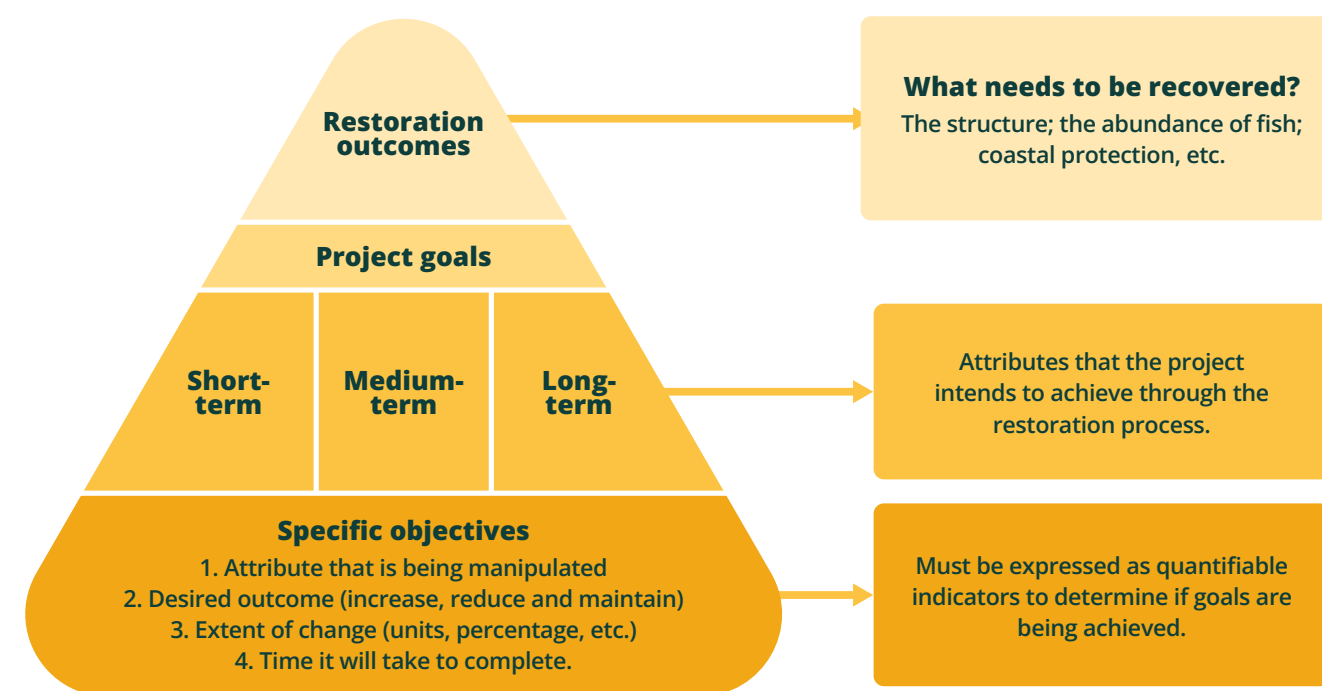 Restoration
outcomes
What needs to be recovered?
The structure; the abundance of fish;
coastal protection, etc.
Project goals
Short-
term
Medium-
term
Long-
term
Attributes that the project
intends to achieve through the
restoration process.
Specific objectives
1. Attribute that is being manipulated
2. Desired outcome (increase, reduce and maintain)
3. Extent of change (units, percentage, etc.)
4. Time it will take to complete.
Must be expressed as quantifiable
indicators to determine if goals are
being achieved.